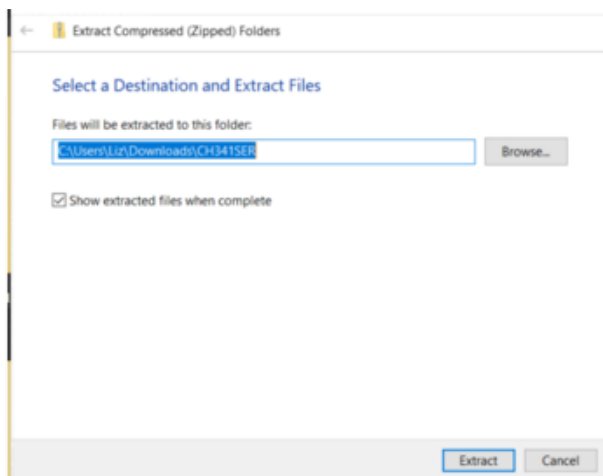 Extract Compressed (Zipped) Folders
Select a Destination and Extract Files
Files will be extracted to this folder:
C:\Users\Liz\Downloads\CH341SER
Browse...
Show extracted files when complete
Extract
Cancel